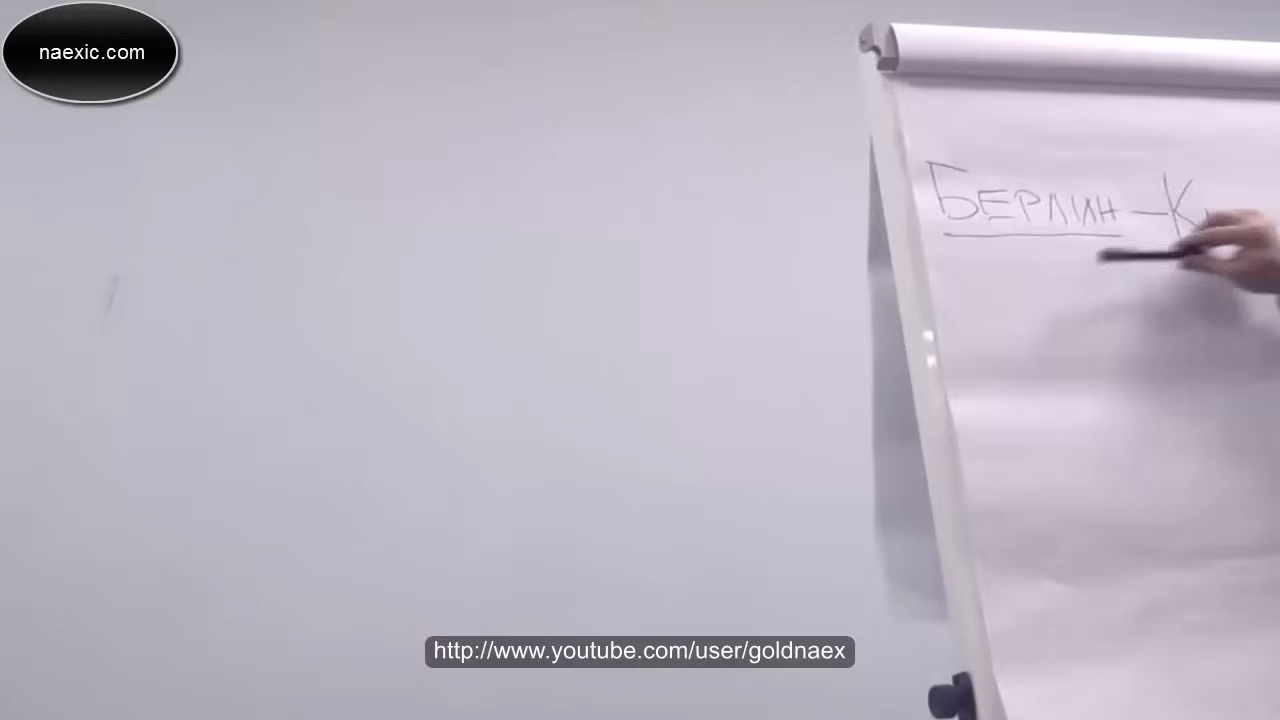 naexic.com
БЕРЛИН – К
http://www.youtube.com/user/goldnaex